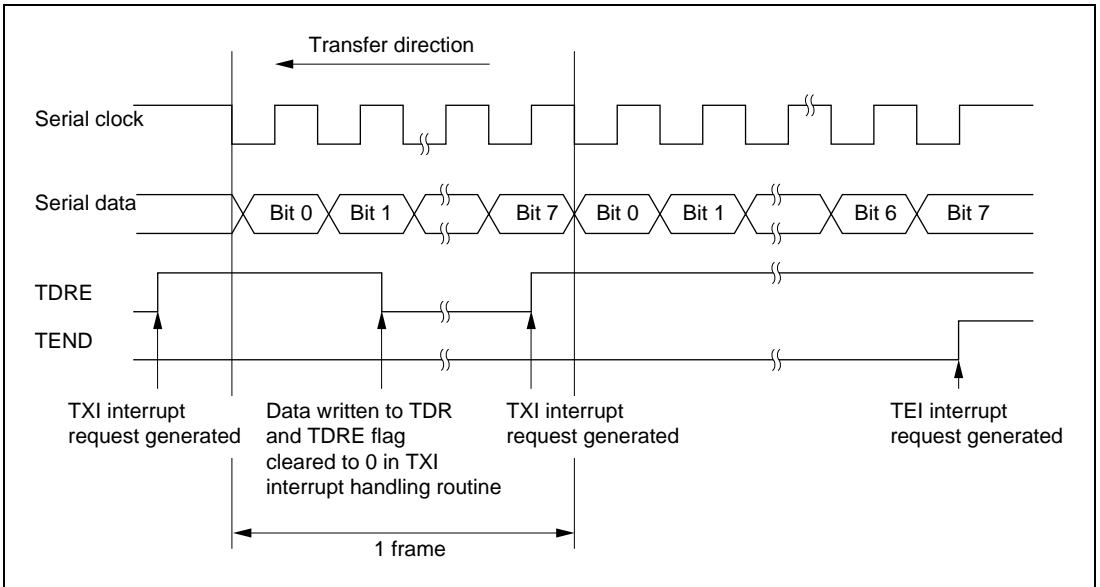 Transfer direction
Serial clock
Serial data
Bit 0
Bit 1
Bit 7
Bit 0
Bit 1
Bit 6
Bit 7
TDRE
TEND
TXI interrupt
request generated
Data written to TDR
and TDRE flag
cleared to 0 in TXI
interrupt handling routine
TXI interrupt
request generated
TEI interrupt
request generated
1 frame